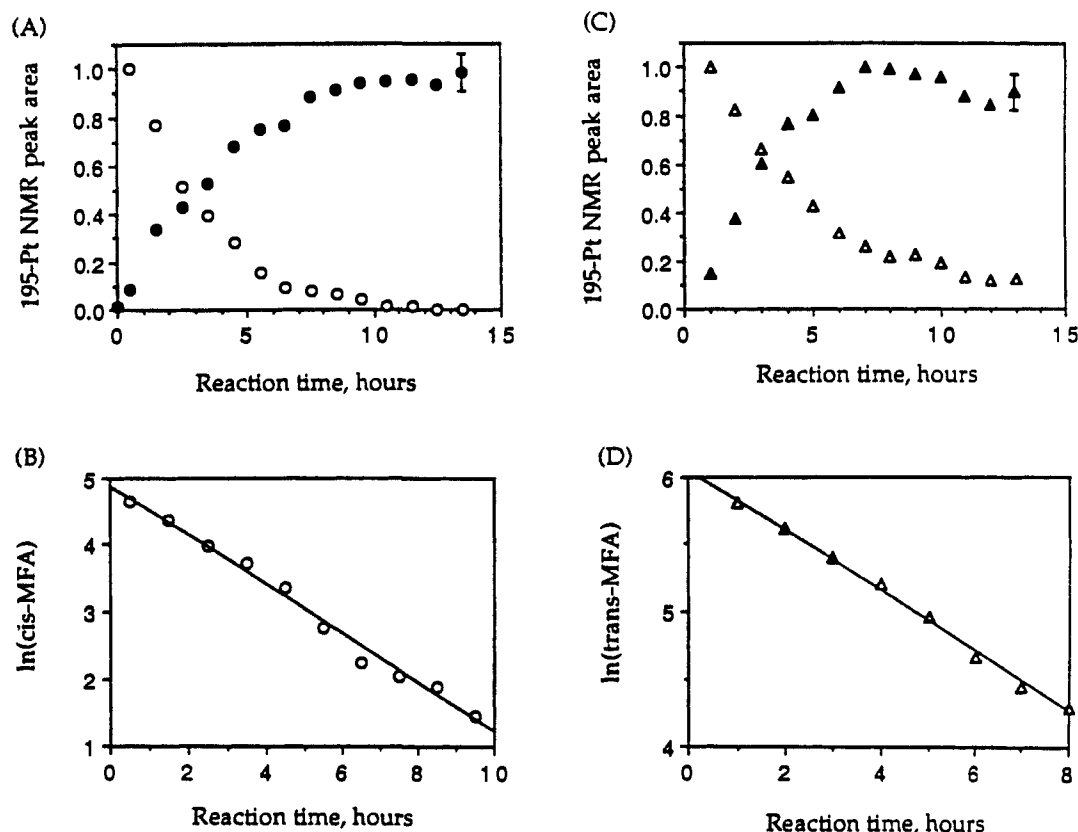 (A)
195-Pt NMR peak area
1.0
0.8
0.6
0.4
0.2
0.0
0 5 10 15
Reaction time, hours
(C)
195-Pt NMR peak area
1.0
0.8
0.6
0.4
0.2
0.0
0 5 10 15
Reaction time, hours
(B)
ln(cis-MFA)
5
4
3
2
1
0 2 4 6 8 10
Reaction time, hours
(D)
ln(trans-MFA)
6
5
4
0 2 4 6 8
Reaction time, hours